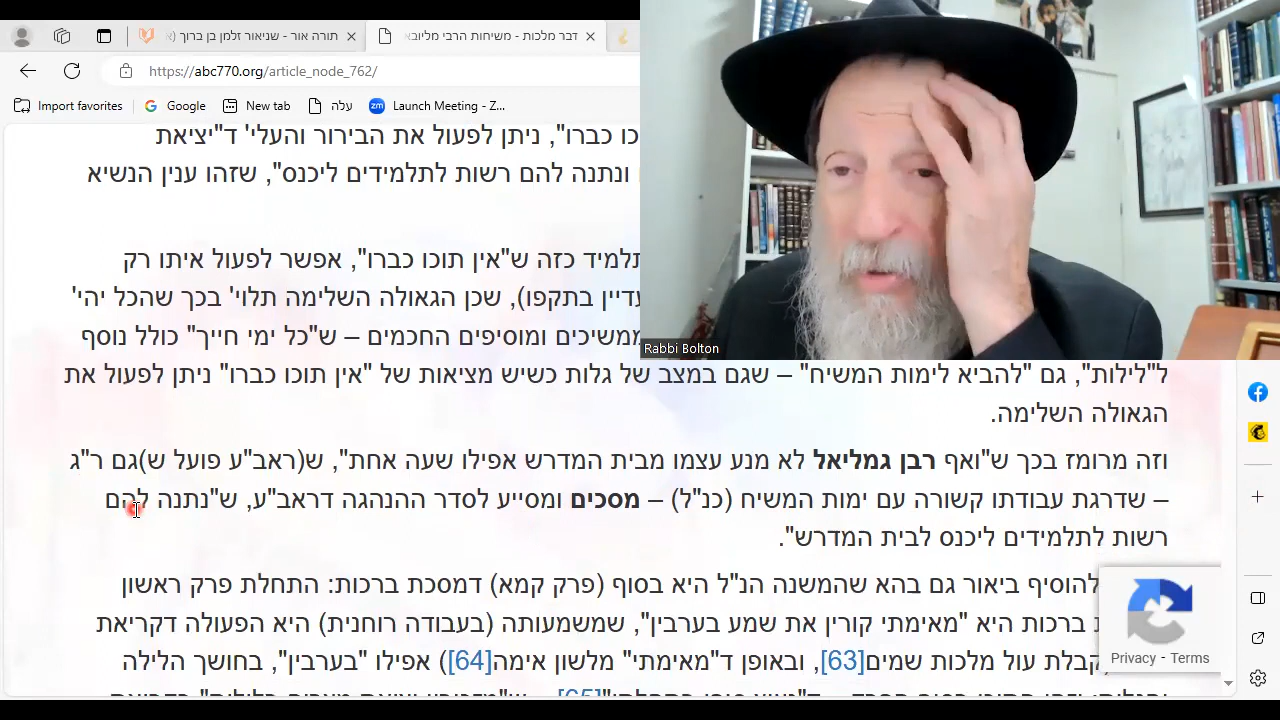 תורה אור - שניאור זלמן בן ברוך
דבר מלכות - משיחות הרבי מליובא
https://abc770.org/article_node_762/
Import favorites
Google
New tab
עלה
Launch Meeting - Z...
וכו כברו", ניתן לפעול את הבירור והעלי' ד"יציאת
ונתנה להם רשות לתלמידים ליכנס", שזהו ענין הנשיא
תלמיד כזה ש"אין תוכו כברו", אפשר לפעול איתו רק
עדיין בתקפו), שכן הגאולה השלימה תלוי' בכך שהכל יהי'
ממשיכים ומוסיפים החכמים – ש"כל ימי חייך" כולל נוסף
ל"לילות", גם "להביא לימות המשיח" – שגם במצב של גלות כשיש מציאות של "אין תוכו כברו" ניתן לפעול את
הגאולה השלימה.
וזה מרומז בכך ש"ואף רבן גמליאל לא מנע עצמו מבית המדרש אפילו שעה אחת", ש(ראב"ע פועל ש)גם ר"ג
– שדרגת עבודתו קשורה עם ימות המשיח (כנ"ל) – מסכים ומסייע לסדר ההנהגה דראב"ע, ש"נתנה להם
רשות לתלמידים ליכנס לבית המדרש".
להוסיף ביאור גם בהא שהמשנה הנ"ל היא בסוף (פרק קמא) דמסכת ברכות: התחלת פרק ראשון
ברכות היא "מאימתי קורין את שמע בערבין", שמשמעותה (בעבודה רוחנית) היא הפעולה דקריאת
קבלת עול מלכות שמים[63], ובאופן ד"מאימתי" מלשון אימה[64]) אפילו "בערבין", בחושך הלילה
Rabbi Bolton
Privacy - Terms